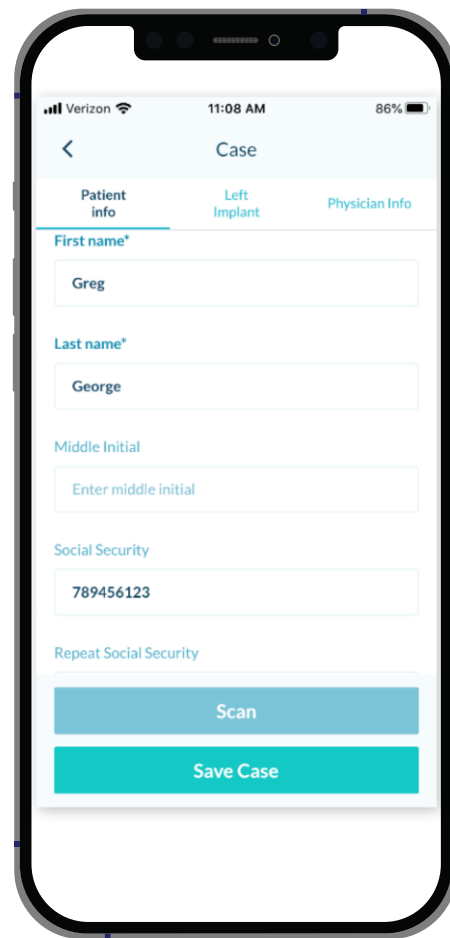 Verizon 11:08 AM 86%
Case
Patient info
Left Implant
Physician Info
First name*
Greg
Last name*
George
Middle Initial
Enter middle initial
Social Security
789456123
Repeat Social Security
Scan
Save Case